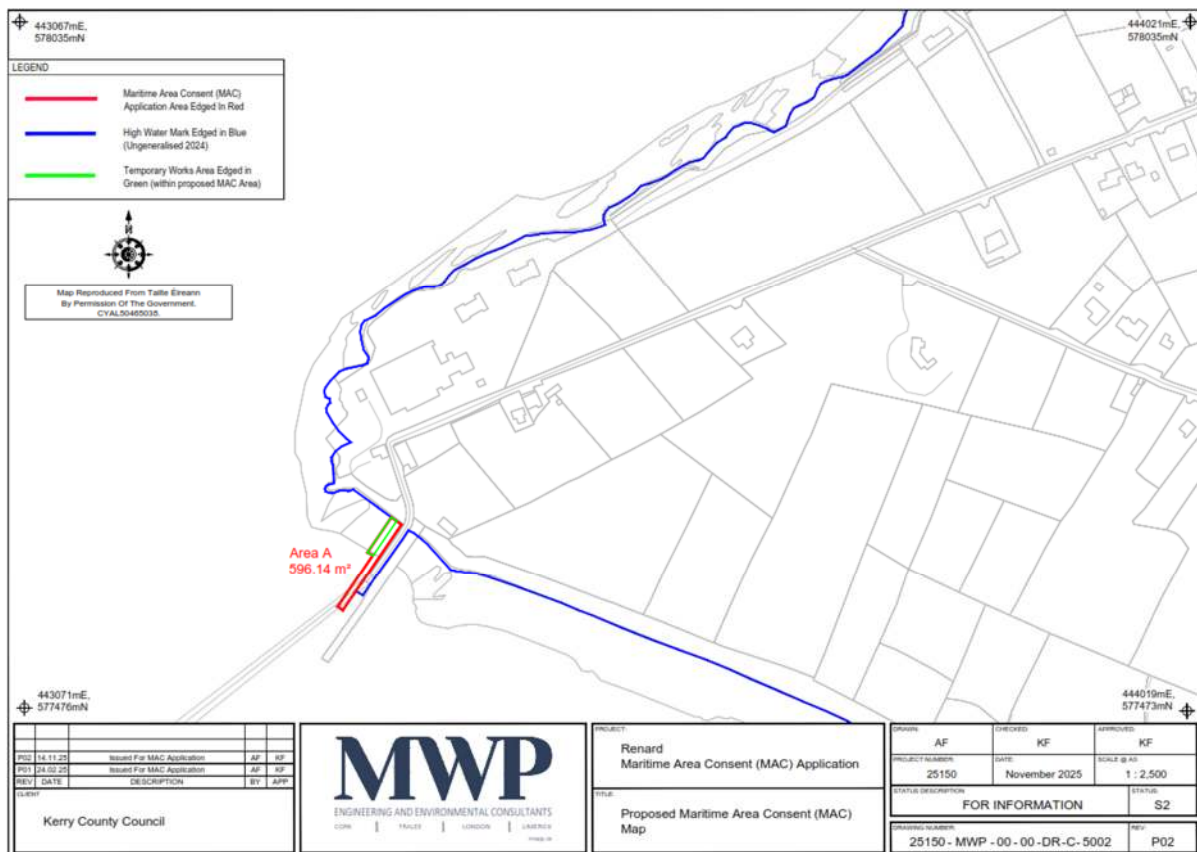 443067mE,
578035mN
444021mE,
578035mN
LEGEND
Maritime Area Consent (MAC)
Application Area Edged In Red
High Water Mark Edged in Blue
(Ungeneralised 2024)
Temporary Works Area Edged in
Green (within proposed MAC Area)
N
Map Reproduced From Tailte Éireann
By Permission Of The Government.
CYAL50465035.
Area A
596.14 m²
443071mE,
577476mN
444019mE,
577473mN
P02 14.11.25 Issued For MAC Application AF KF
P01 24.02.25 Issued For MAC Application AF KF
REV DATE DESCRIPTION BY APP
CLIENT
Kerry County Council
MWP
ENGINEERING AND ENVIRONMENTAL CONSULTANTS
CORK | TRALEE | LONDON | LIMERICK
mwp.ie
PROJECT:
Renard
Maritime Area Consent (MAC) Application
TITLE:
Proposed Maritime Area Consent (MAC)
Map
DRAWN: CHECKED: APPROVED:
AF KF KF
PROJECT NUMBER: DATE: SCALE @ A3:
25150 November 2025 1 : 2,500
STATUS DESCRIPTION STATUS:
FOR INFORMATION S2
DRAWING NUMBER: REV:
25150 - MWP - 00 - 00 - DR - C- 5002 P02